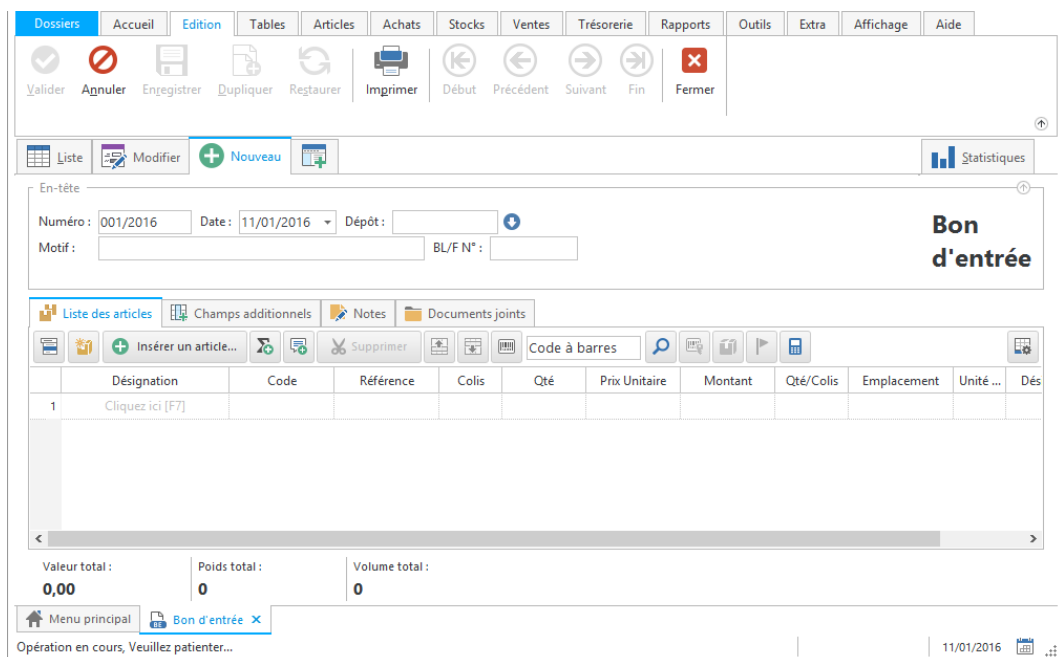 Dossiers Accueil Edition Tables Articles Achats Stocks Ventes Trésorerie Rapports Outils Extra Affichage Aide
Valider Annuler Enregistrer Dupliquer Restaurer Imprimer Début Précédent Suivant Fin Fermer
Liste Modifier Nouveau Statistiques
En-tête
Numéro : 001/2016 Date : 11/01/2016 Dépôt :
Motif : BL/F N° :
Bon
d'entrée
Liste des articles Champs additionnels Notes Documents joints
Insérer un article... Supprimer Code à barres
Désignation Code Référence Colis Qté Prix Unitaire Montant Qté/Colis Emplacement Unité ... Dés
1 Cliquez ici [F7]
Valeur total : Poids total : Volume total :
0,00 0 0
Menu principal BE Bon d'entrée
Opération en cours, Veuillez patienter... 11/01/2016